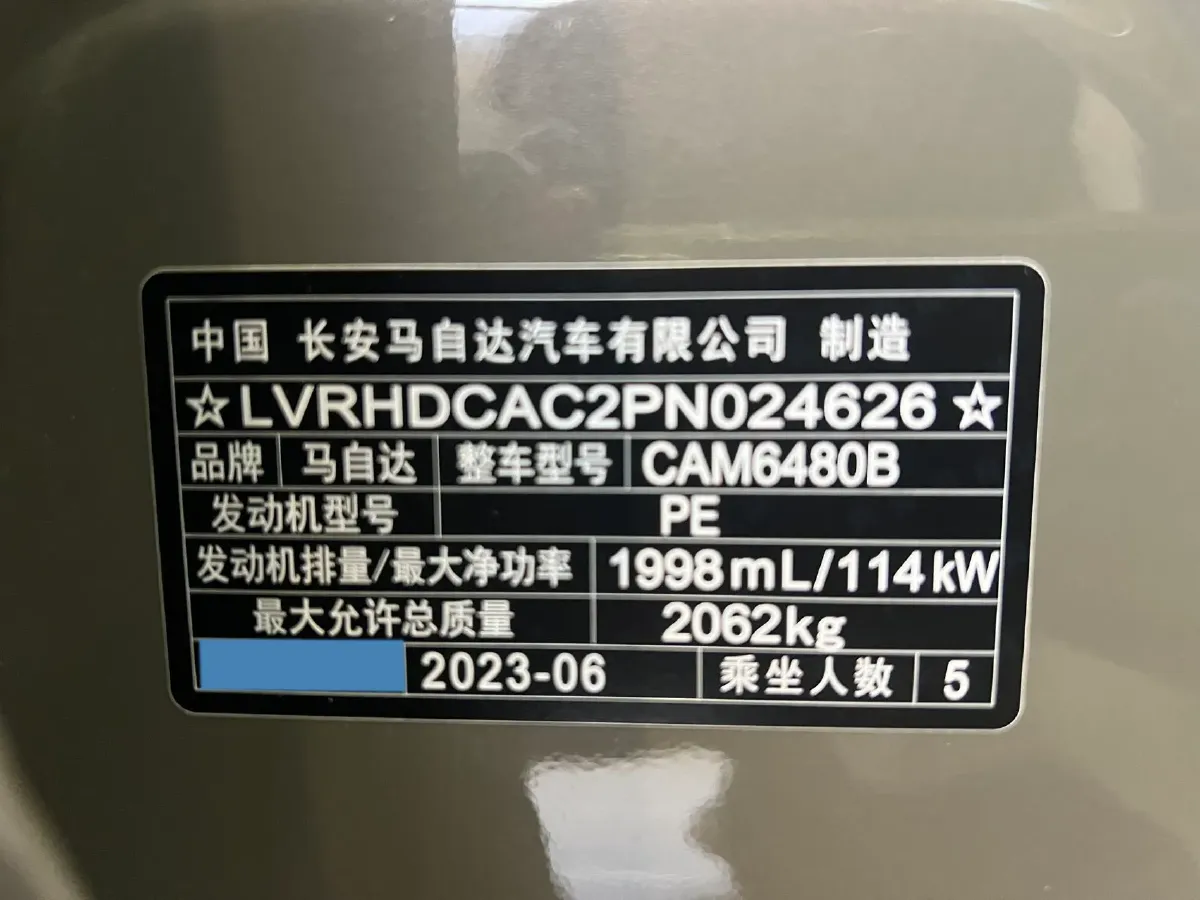 中国 长安马自达汽车有限公司 制造
☆LVRHDCAC2PN024626☆
品牌 马自达 整车型号 CAM6480B
发动机型号 PE
发动机排量/最大净功率 1998mL/114kW
最大允许总质量 2062kg
2023-06 乘坐人数 5